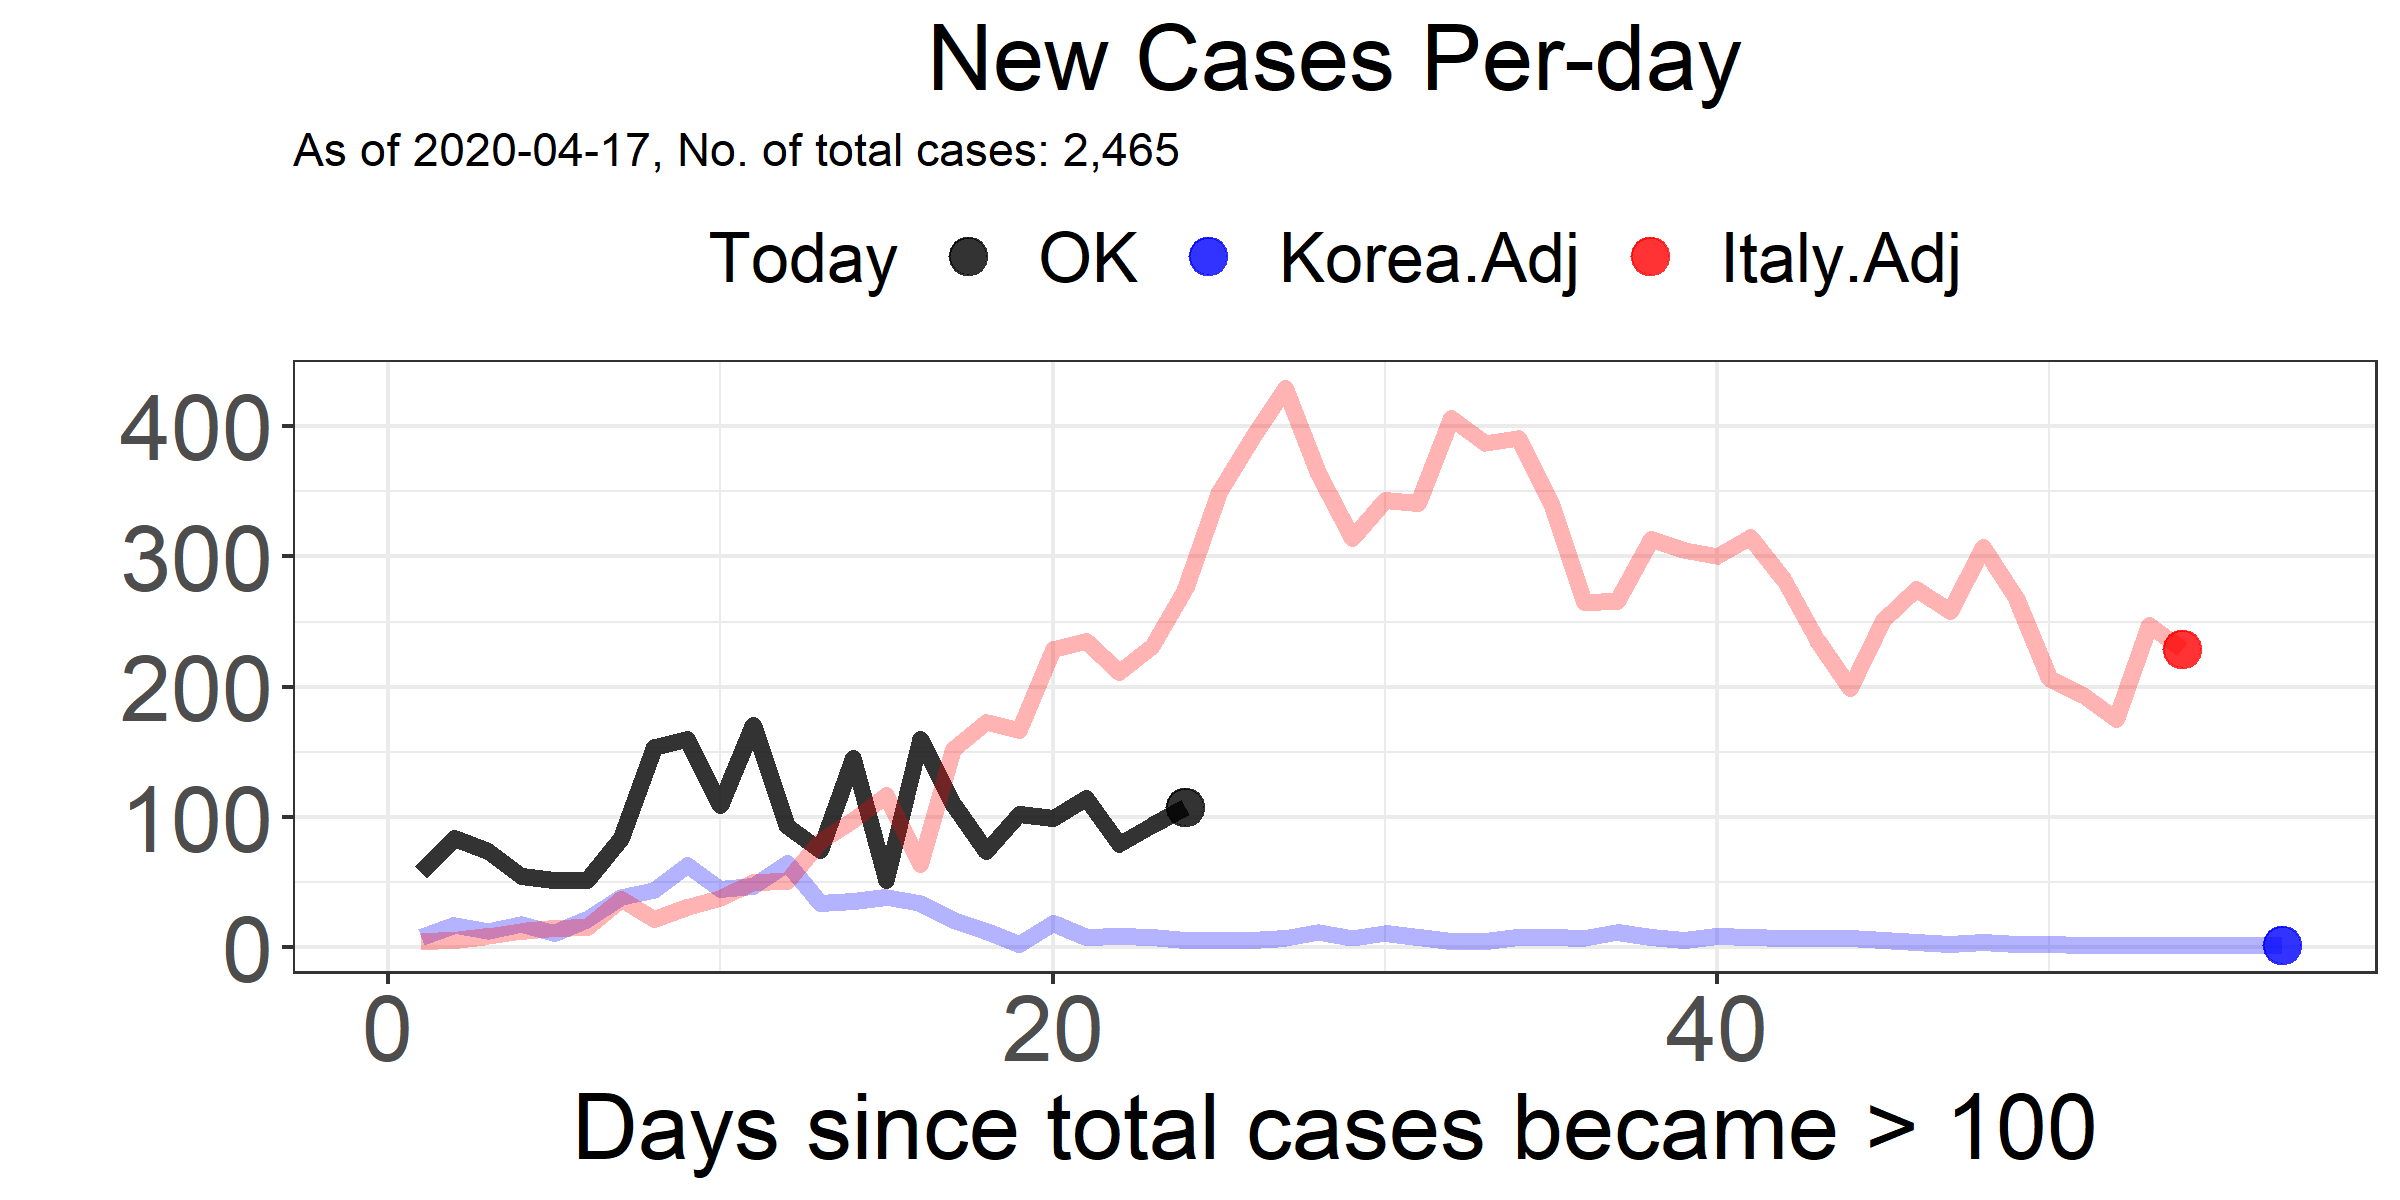 New Cases Per-day
As of 2020-04-17, No. of total cases: 2,465
Today OK Korea.Adj Italy.Adj
400
300
200
100
0
0 20 40
Days since total cases became > 100